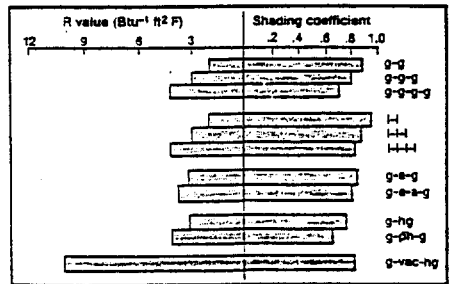 R value (Btu⁻¹ ft² F) Shading coefficient
12 9 6 3 .2 .4 .6 .8 1.0
g-g
g-g-g
g-g-g-g
I-I
I-I-I
I-I-I-I
g-a-g
g-a-a-g
g-hg
g-ph-g
g-vac-hg